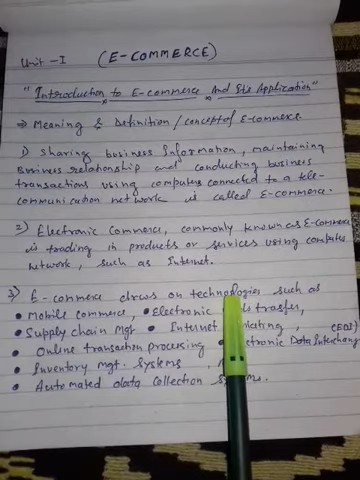 Unit - I (E-COMMERCE)
"Introduction to E-commerce And Its Application"
⇒ Meaning & Definition / concept of E-commerce
1) Sharing business Information, maintaining
Business relationship and conducting business
transactions using computers connected to a tele-
communication network is called E-commerce.
2) Electronic Commerce, commonly known as E-commerce
is trading in products or services using computer
network, such as Internet.
3) E-commerce draws on technologies such as
• Mobile commerce, • Electronic transfer,
• Supply chain Mgt • Internet (EDI)
• Online transaction processing Data Interchang
• Inventory mgt. Systems,
• Automated data collection